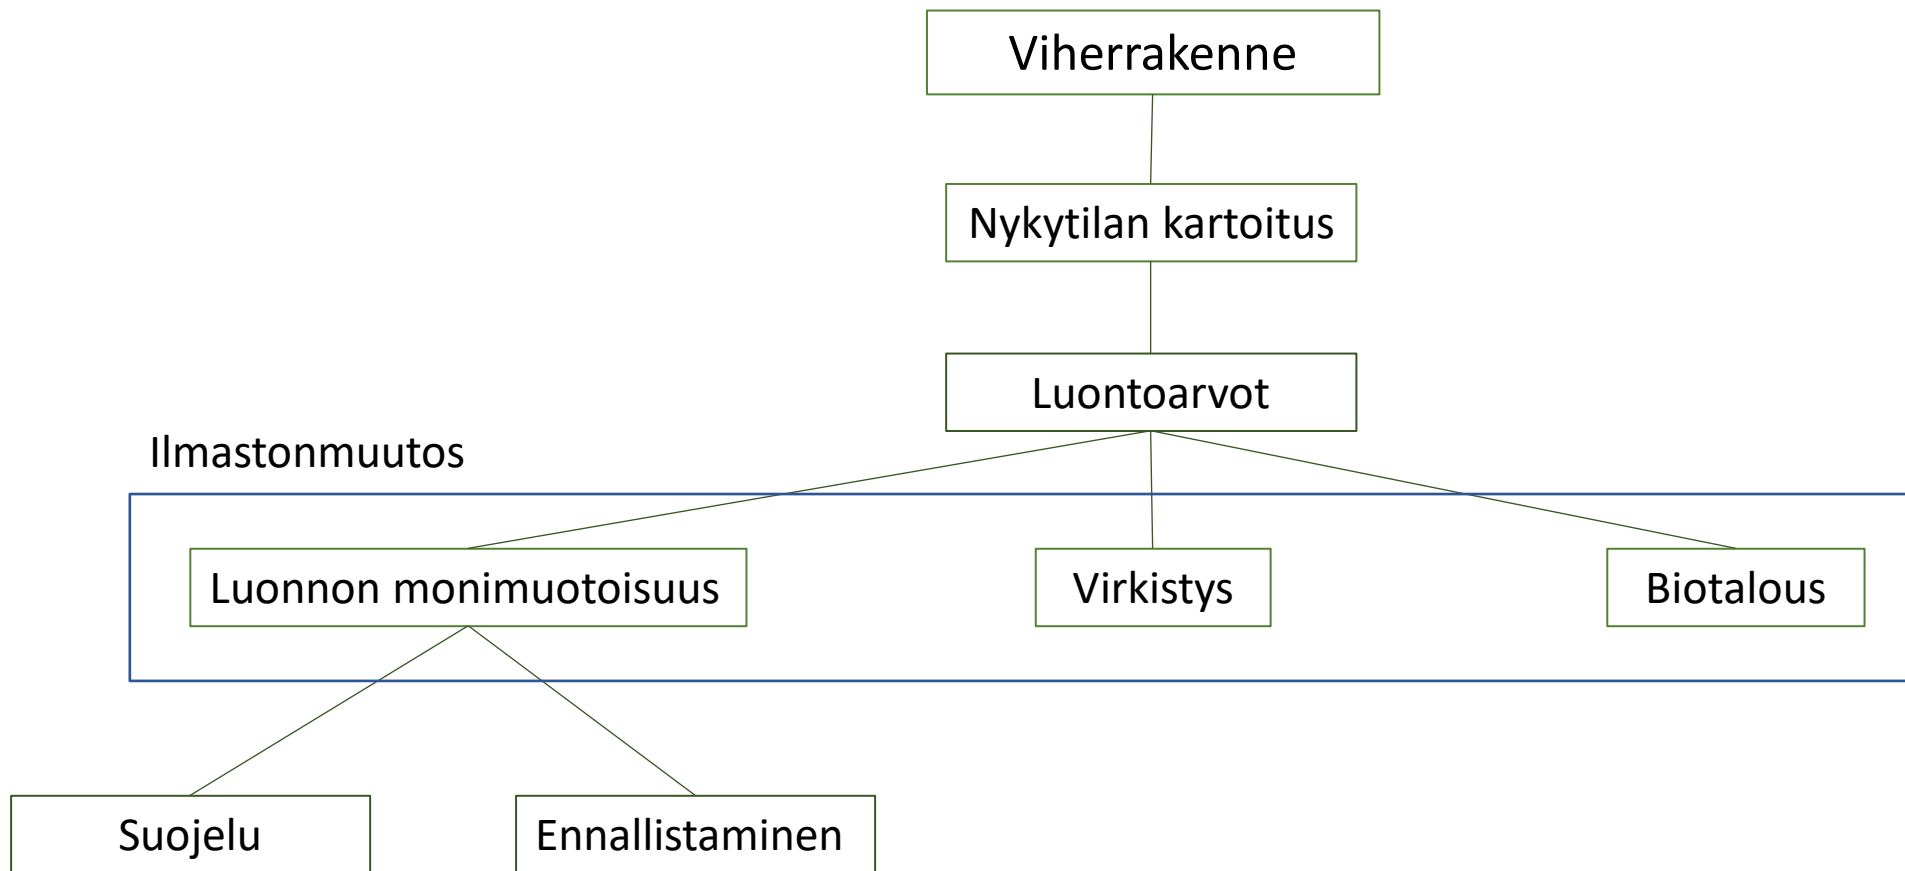 Viherrakenne
Nykytilan kartoitus
Luontoarvot
Ilmastonmuutos
Luonnon monimuotoisuus
Virkistys
Biotalous
Suojelu
Ennallistaminen